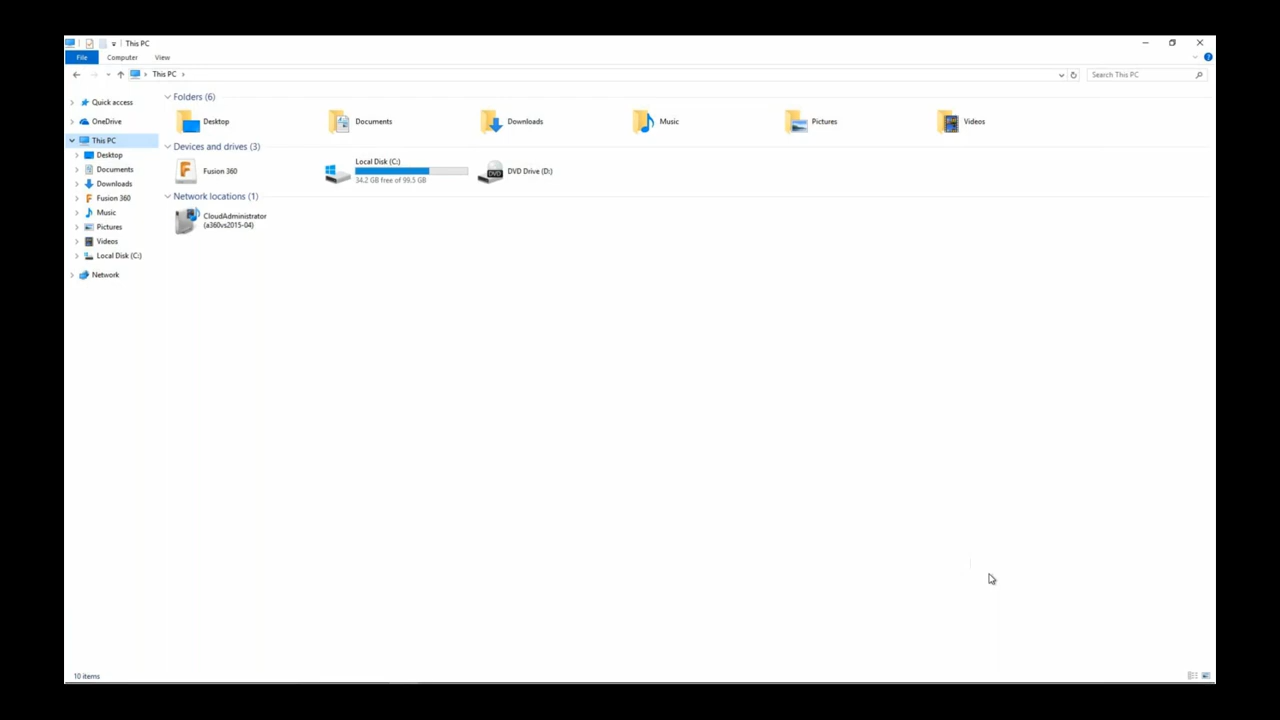 This PC
File Computer View
This PC
Search This PC
Quick access
OneDrive
This PC
Desktop
Documents
Downloads
Fusion 360
Music
Pictures
Videos
Local Disk (C:)
Network
Folders (6)
Desktop Documents Downloads Music Pictures Videos
Devices and drives (3)
Fusion 360
Local Disk (C:)
34.2 GB free of 99.5 GB
DVD
DVD Drive (D:)
Network locations (1)
CloudAdministrator
(a360vs2015-04)
10 items